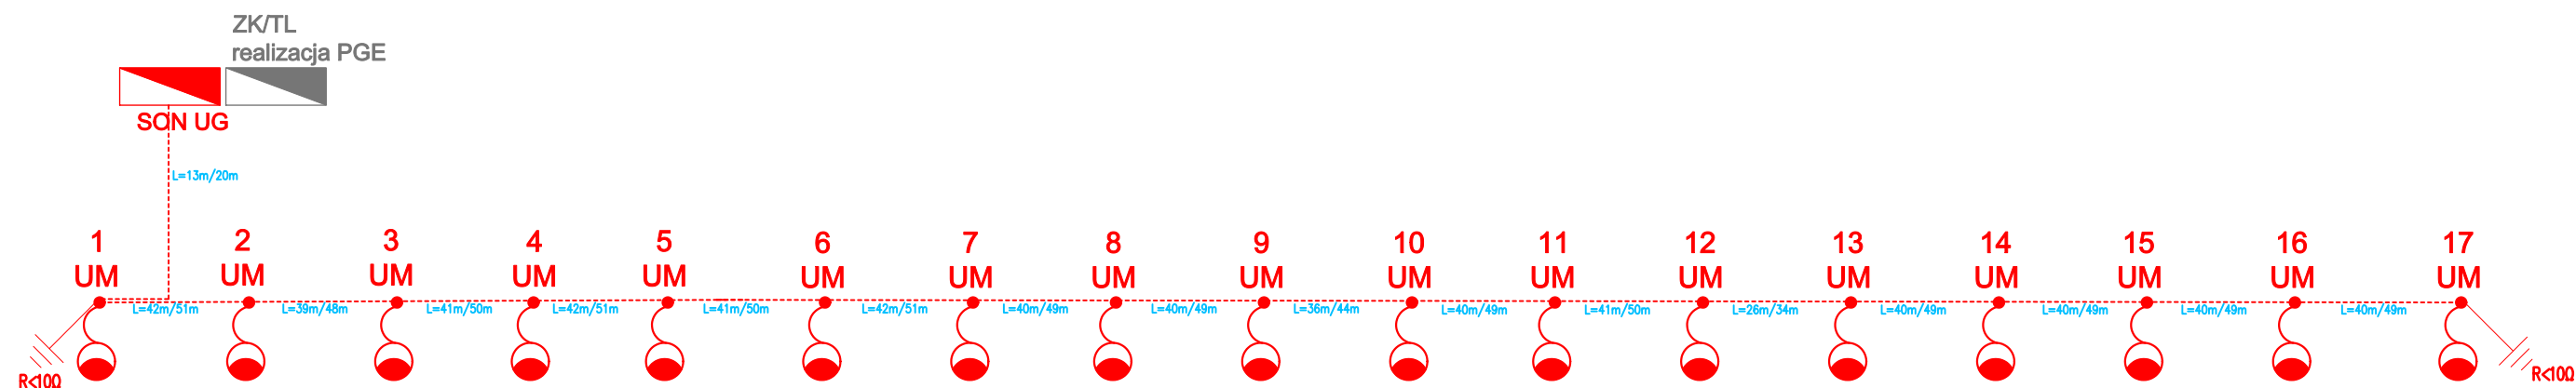 ZK/TL
realizacja PGE
SON UG
L=13m/20m
1 2 3 4 5 6 7 8 9 10 11 12 13 14 15 16 17
UM UM UM UM UM UM UM UM UM UM UM UM UM UM UM UM UM
L=42m/51m L=39m/48m L=41m/50m L=42m/51m L=41m/50m L=42m/51m L=40m/49m L=40m/49m L=36m/44m L=40m/49m L=41m/50m L=26m/34m L=40m/49m L=40m/49m L=40m/49m L=40m/49m
R<10Ω R<10Ω